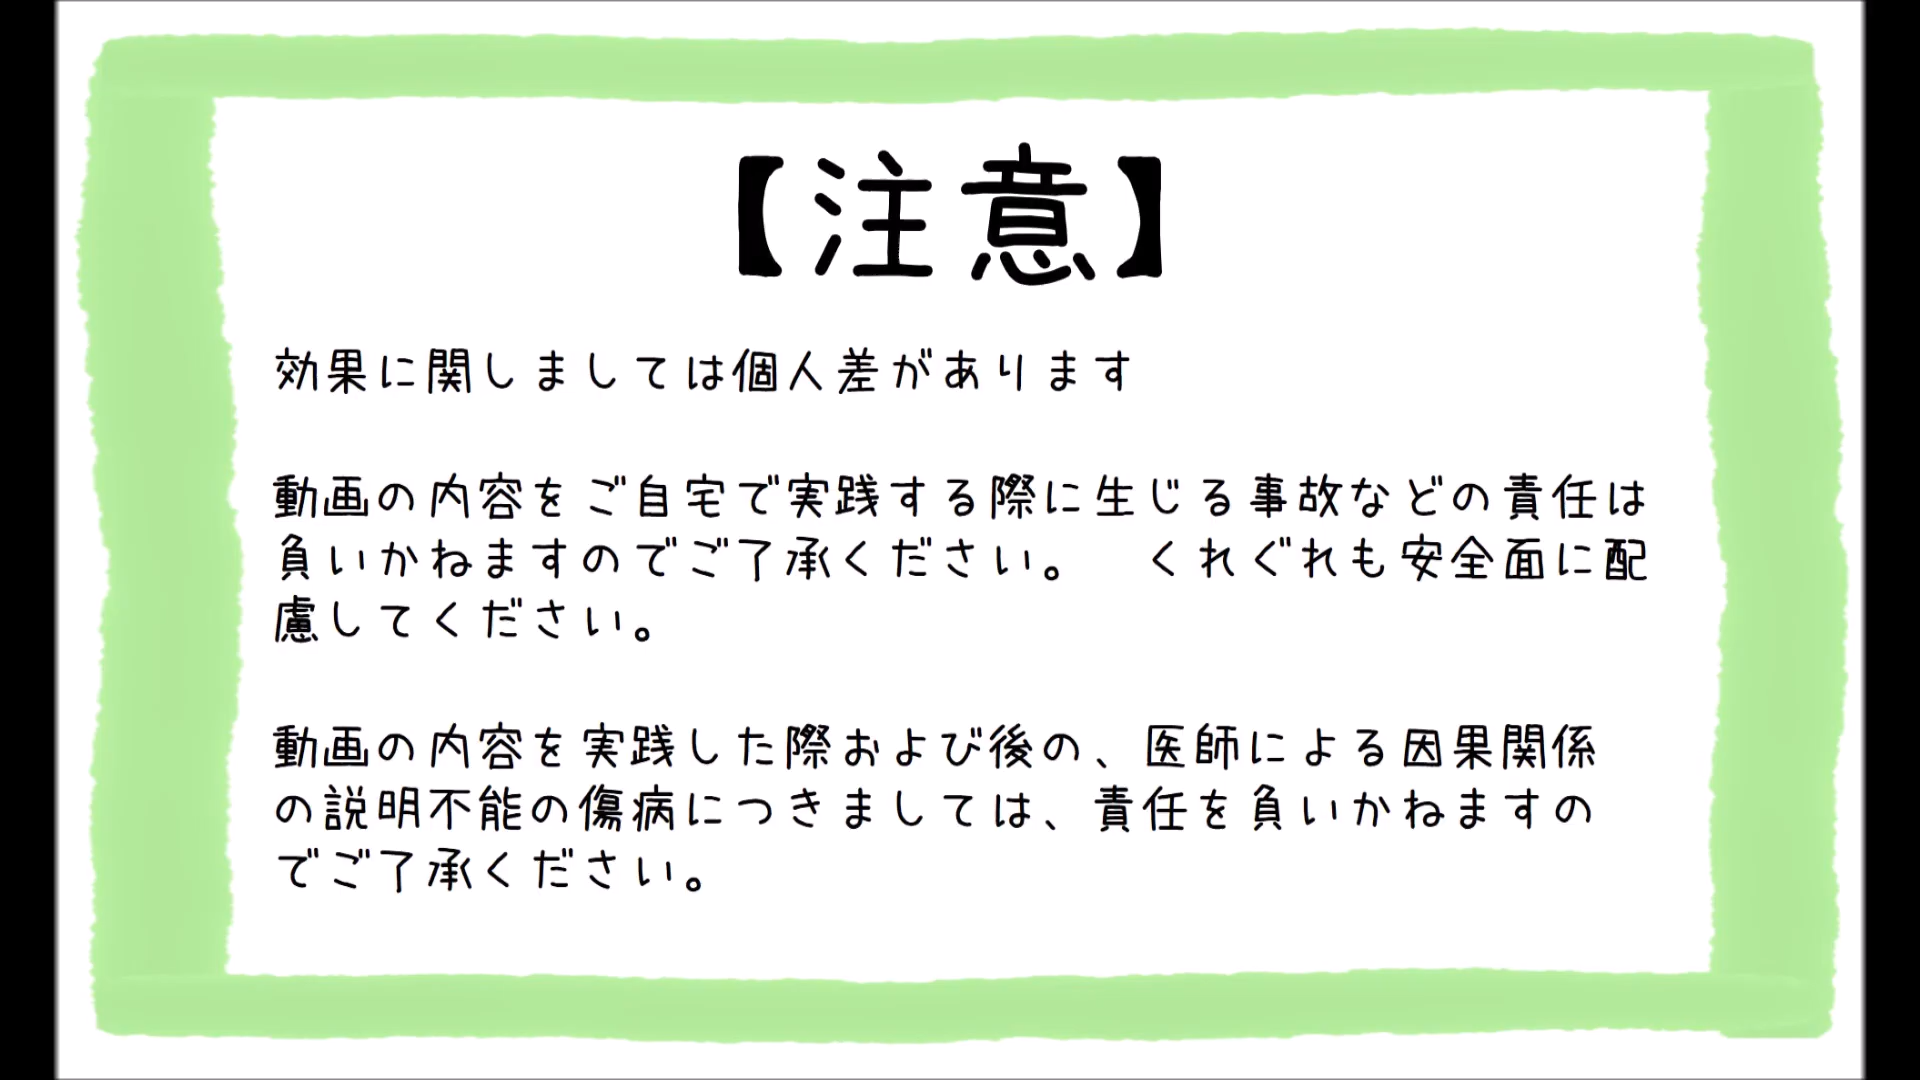 【注意】
効果に関しましては個人差があります
動画の内容をご自宅で実践する際に生じる事故などの責任は
負いかねますのでご了承ください。　くれぐれも安全面に配
慮してください。
動画の内容を実践した際および後の、医師による因果関係
の説明不能の傷病につきましては、責任を負いかねますの
でご了承ください。